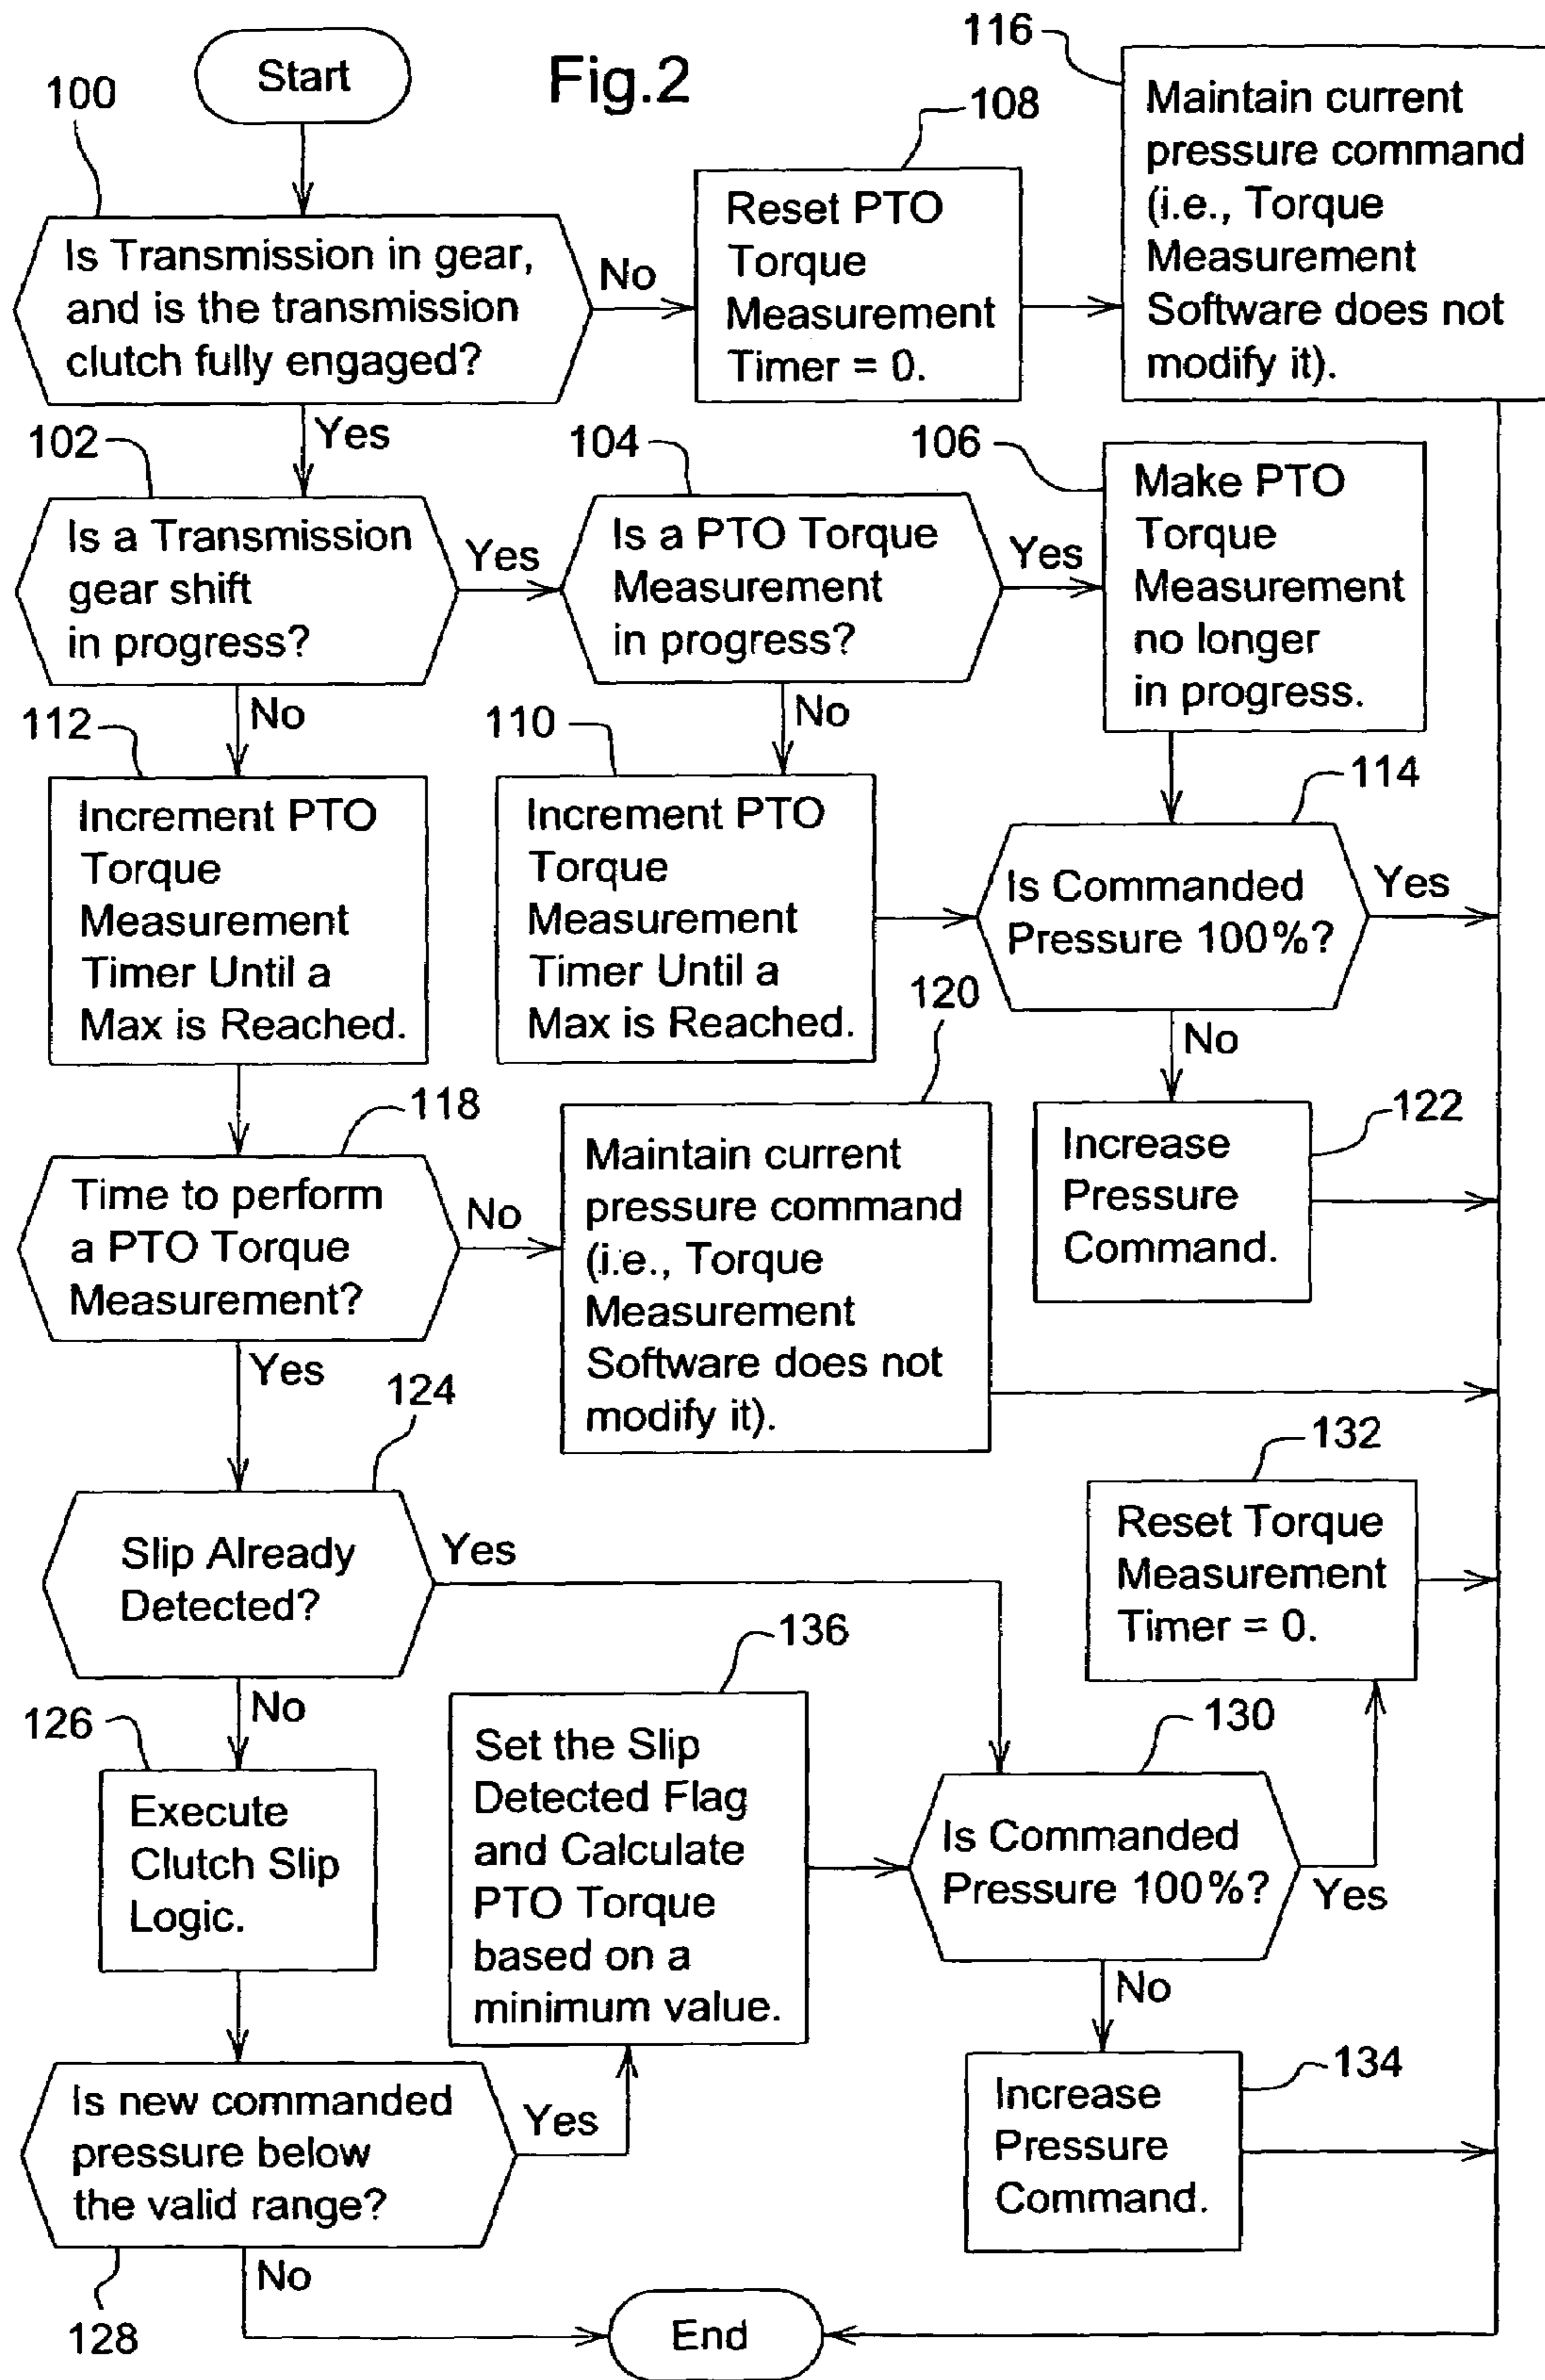 Start
Fig.2
100
Is Transmission in gear,
and is the transmission
clutch fully engaged?
No
108
Reset PTO
Torque
Measurement
Timer = 0.
116
Maintain current
pressure command
(i.e., Torque
Measurement
Software does not
modify it).
Yes
102
Is a Transmission
gear shift
in progress?
Yes
104
Is a PTO Torque
Measurement
in progress?
Yes
106
Make PTO
Torque
Measurement
no longer
in progress.
No
112
Increment PTO
Torque
Measurement
Timer Until a
Max is Reached.
No
110
Increment PTO
Torque
Measurement
Timer Until a
Max is Reached.
114
Is Commanded
Pressure 100%?
Yes
No
122
Increase
Pressure
Command.
118
Time to perform
a PTO Torque
Measurement?
No
120
Maintain current
pressure command
(i.e., Torque
Measurement
Software does not
modify it).
Yes
124
Slip Already
Detected?
Yes
132
Reset Torque
Measurement
Timer = 0.
No
126
Execute
Clutch Slip
Logic.
136
Set the Slip
Detected Flag
and Calculate
PTO Torque
based on a
minimum value.
130
Is Commanded
Pressure 100%?
Yes
No
134
Increase
Pressure
Command.
Is new commanded
pressure below
the valid range?
Yes
128
No
End